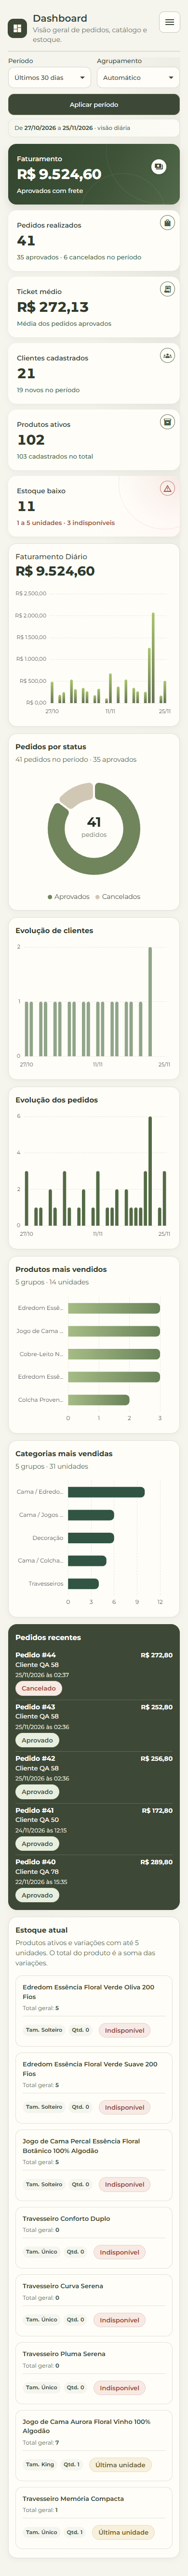 Dashboard
Visão geral de pedidos, catálogo e
estoque.
Período
Agrupamento
Últimos 30 dias
Automático
Aplicar período
De 27/10/2026 a 25/11/2026 · visão diária
Faturamento
R$ 9.524,60
Aprovados com frete
Pedidos realizados
41
35 aprovados · 6 cancelados no período
Ticket médio
R$ 272,13
Média dos pedidos aprovados
Clientes cadastrados
21
19 novos no período
Produtos ativos
102
103 cadastrados no total
Estoque baixo
11
1 a 5 unidades · 3 indisponíveis
Faturamento Diário
R$ 9.524,60
R$ 2.500,00
R$ 2.000,00
R$ 1.500,00
R$ 1.000,00
R$ 500,00
R$ 0,00
27/10
11/11
25/11
Pedidos por status
41 pedidos no período · 35 aprovados
41
pedidos
Aprovados
Cancelados
Evolução de clientes
2
1
0
27/10
11/11
25/11
Evolução dos pedidos
6
4
2
0
27/10
11/11
25/11
Produtos mais vendidos
5 grupos · 14 unidades
Edredom Essê...
Jogo de Cama ...
Cobre-Leito N...
Edredom Essê...
Colcha Proven...
0 1 2 3
Categorias mais vendidas
5 grupos · 31 unidades
Cama / Edredo...
Cama / Jogos ...
Decoração
Cama / Colcha...
Travesseiros
0 3 6 9 12
Pedidos recentes
Pedido #44
R$ 272,80
Cliente QA 58
25/11/2026 às 02:37
Cancelado
Pedido #43
R$ 252,80
Cliente QA 58
25/11/2026 às 02:36
Aprovado
Pedido #42
R$ 256,80
Cliente QA 58
25/11/2026 às 02:36
Aprovado
Pedido #41
R$ 172,80
Cliente QA 50
24/11/2026 às 12:15
Aprovado
Pedido #40
R$ 289,80
Cliente QA 78
22/11/2026 às 15:35
Aprovado
Estoque atual
Produtos ativos e variações com até 5
unidades. O total do produto é a soma das
variações.
Edredom Essência Floral Verde Oliva 200
Fios
Total geral: 5
Tam. Solteiro Qtd. 0 Indisponível
Edredom Essência Floral Verde Suave 200
Fios
Total geral: 5
Tam. Solteiro Qtd. 0 Indisponível
Jogo de Cama Percal Essência Floral
Botânico 100% Algodão
Total geral: 5
Tam. Solteiro Qtd. 0 Indisponível
Travesseiro Conforto Duplo
Total geral: 0
Tam. Único Qtd. 0 Indisponível
Travesseiro Curva Serena
Total geral: 0
Tam. Único Qtd. 0 Indisponível
Travesseiro Pluma Serena
Total geral: 0
Tam. Único Qtd. 0 Indisponível
Jogo de Cama Aurora Floral Vinho 100%
Algodão
Total geral: 7
Tam. King Qtd. 1 Última unidade
Travesseiro Memória Compacta
Total geral: 1
Tam. Único Qtd. 1 Última unidade